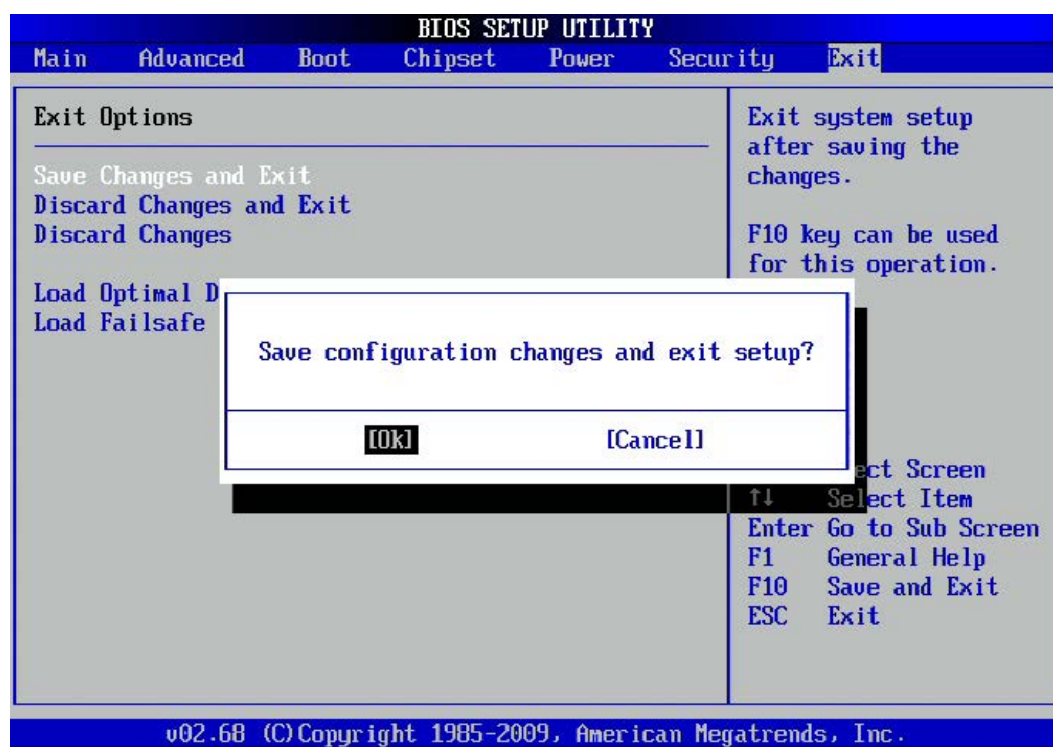 BIOS SETUP UTILITY
Main Advanced Boot Chipset Power Security Exit
Exit Options
Save Changes and Exit
Discard Changes and Exit
Discard Changes
Load Optimal D
Load Failsafe
Exit system setup
after saving the
changes.
F10 key can be used
for this operation.
Save configuration changes and exit setup?
[Ok] [Cancel]
ect Screen
↑↓ Select Item
Enter Go to Sub Screen
F1 General Help
F10 Save and Exit
ESC Exit
v02.68 (C)Copyright 1985-2009, American Megatrends, Inc.